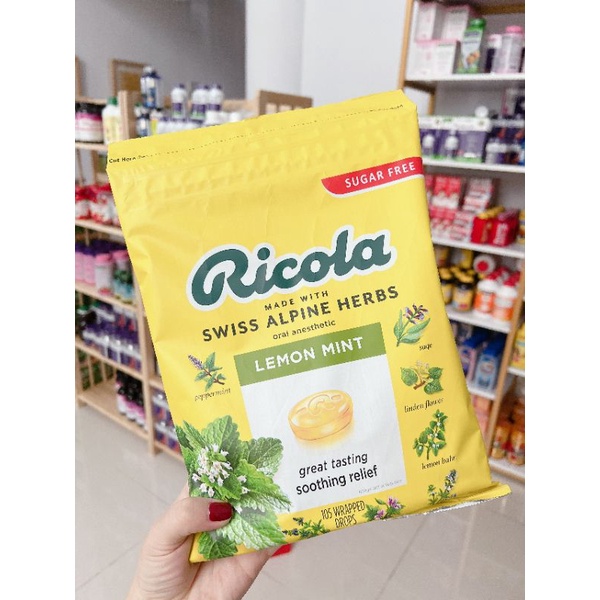 SUGAR FREE
Ricola
MADE WITH
SWISS ALPINE HERBS
oral anesthetic
LEMON MINT
peppermint
sage
linden flower
lemon balm
great tasting
soothing relief
105 WRAPPED
DROPS